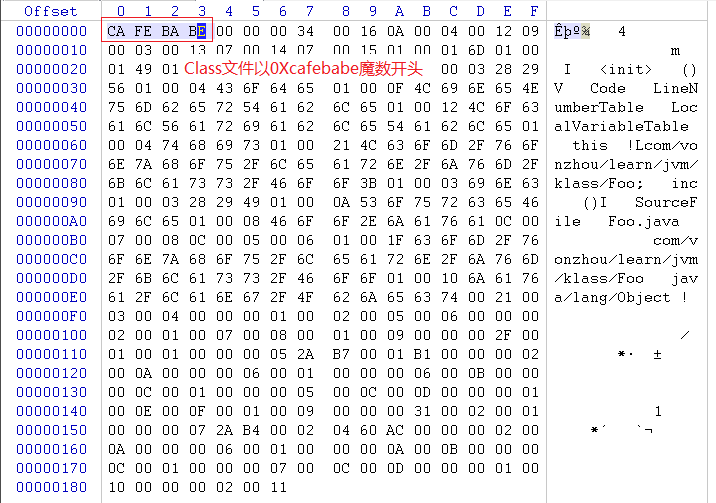 Offset 0 1 2 3 4 5 6 7 8 9 A B C D E F
00000000 CA FE BA BE 00 00 00 34 00 16 0A 00 04 00 12 09 Êþº¾ 4
00000010 00 03 00 13 07 00 14 07 00 15 01 00 01 6D 01 00 m
00000020 01 49 01 Class文件以0Xcafebabe魔数开头 00 03 28 29 I <init> ()
00000030 56 01 00 04 43 6F 64 65 01 00 0F 4C 69 6E 65 4E V Code LineN
00000040 75 6D 62 65 72 54 61 62 6C 65 01 00 12 4C 6F 63 umberTable Loc
00000050 61 6C 56 61 72 69 61 62 6C 65 54 61 62 6C 65 01 alVariableTable
00000060 00 04 74 68 69 73 01 00 21 4C 63 6F 6D 2F 76 6F this !Lcom/vo
00000070 6E 7A 68 6F 75 2F 6C 65 61 72 6E 2F 6A 76 6D 2F nzhou/learn/jvm/
00000080 6B 6C 61 73 73 2F 46 6F 6F 3B 01 00 03 69 6E 63 klass/Foo; inc
00000090 01 00 03 28 29 49 01 00 0A 53 6F 75 72 63 65 46 ()I SourceF
000000A0 69 6C 65 01 00 08 46 6F 6F 2E 6A 61 76 61 0C 00 ile Foo.java
000000B0 07 00 08 0C 00 05 00 06 01 00 1F 63 6F 6D 2F 76 com/v
000000C0 6F 6E 7A 68 6F 75 2F 6C 65 61 72 6E 2F 6A 76 6D onzhou/learn/jvm
000000D0 2F 6B 6C 61 73 73 2F 46 6F 6F 01 00 10 6A 61 76 /klass/Foo jav
000000E0 61 2F 6C 61 6E 67 2F 4F 62 6A 65 63 74 00 21 00 a/lang/Object !
000000F0 03 00 04 00 00 00 01 00 02 00 05 00 06 00 00 00
00000100 02 00 01 00 07 00 08 00 01 00 09 00 00 00 2F 00 /
00000110 01 00 01 00 00 00 05 2A B7 00 01 B1 00 00 00 02 *· ±
00000120 00 0A 00 00 00 06 00 01 00 00 00 06 00 0B 00 00
00000130 00 0C 00 01 00 00 00 05 00 0C 00 0D 00 00 00 01
00000140 00 0E 00 0F 00 01 00 09 00 00 00 31 00 02 00 01 1
00000150 00 00 00 07 2A B4 00 02 04 60 AC 00 00 00 02 00 *´ `¬
00000160 0A 00 00 00 06 00 01 00 00 00 0A 00 0B 00 00 00
00000170 0C 00 01 00 00 00 07 00 0C 00 0D 00 00 00 01 00
00000180 10 00 00 00 02 00 11